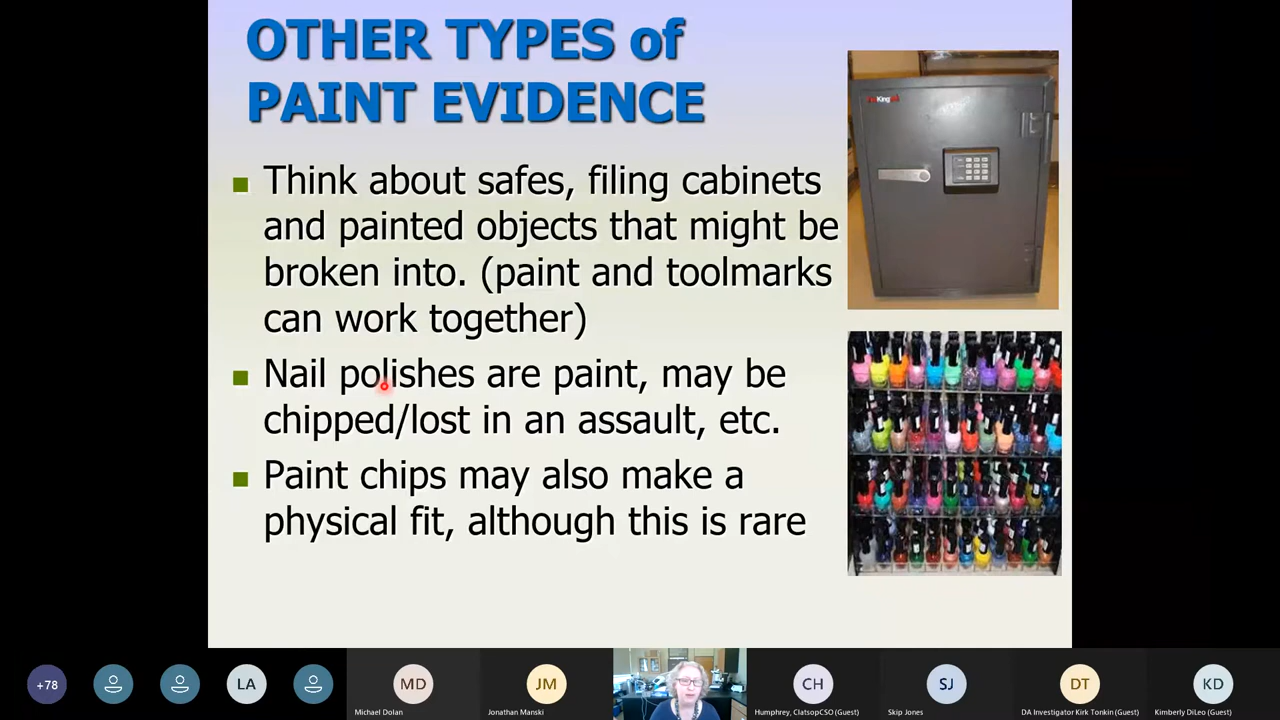 OTHER TYPES of
PAINT EVIDENCE
Think about safes, filing cabinets
and painted objects that might be
broken into. (paint and toolmarks
can work together)
Nail polishes are paint, may be
chipped/lost in an assault, etc.
Paint chips may also make a
physical fit, although this is rare
King
+78
LA
MD
JM
CH
SJ
DT
KD
Michael Dolan
Jonathan Manski
Humphrey, ClatsopCSO (Guest)
Skip Jones
DA Investigator Kirk Tonkin (Guest)
Kimberly DiLeo (Guest)